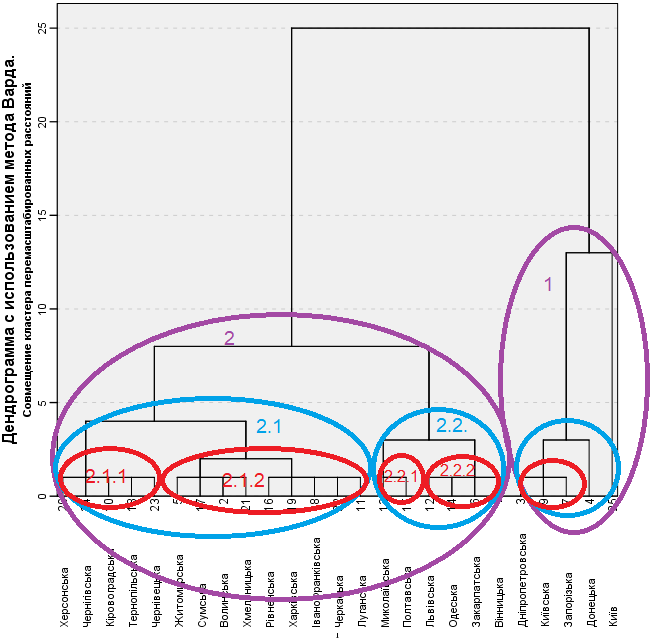 Дендрограмма с использованием метода Варда.
Совмещение кластера перемасштабированных расстояний
25
20
15
10
5
0
1
2
2.1
2.2.
2.1.1
2.1.2
2.2.1
2.2.2
Херсонська
Чернігівська
Кіровоградська
Тернопільська
Чернівецька
Житомирська
Сумська
Волинська
Хмельницька
Рівненська
Харківська
Іванофранківська
Черкаська
Луганська
Миколаївська
Полтавська
Львівська
Одеська
Закарпатська
Вінницька
Дніпропетровська
Київська
Запорізька
Донецька
Київ